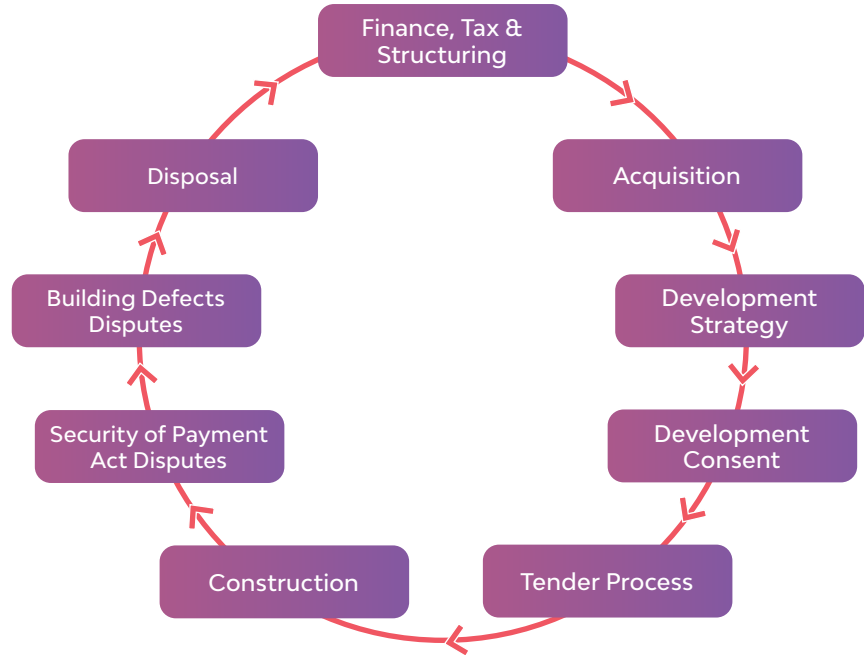 Finance, Tax &
Structuring
Acquisition
Development
Strategy
Development
Consent
Tender Process
Construction
Security of Payment
Act Disputes
Building Defects
Disputes
Disposal